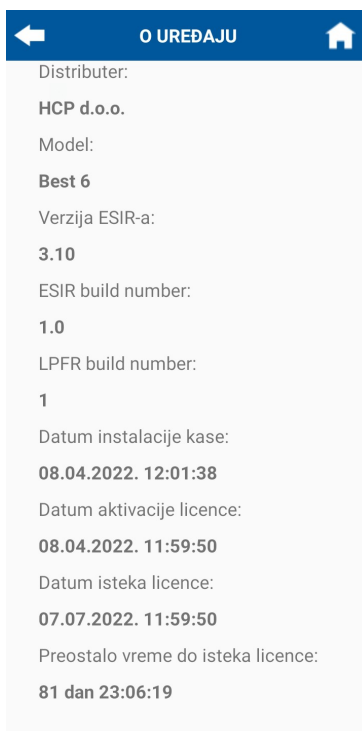 O UREĐAJU
Distributer:
HCP d.o.o.
Model:
Best 6
Verzija ESIR-a:
3.10
ESIR build number:
1.0
LPFR build number:
1
Datum instalacije kase:
08.04.2022. 12:01:38
Datum aktivacije licence:
08.04.2022. 11:59:50
Datum isteka licence:
07.07.2022. 11:59:50
Preostalo vreme do isteka licence:
81 dan 23:06:19